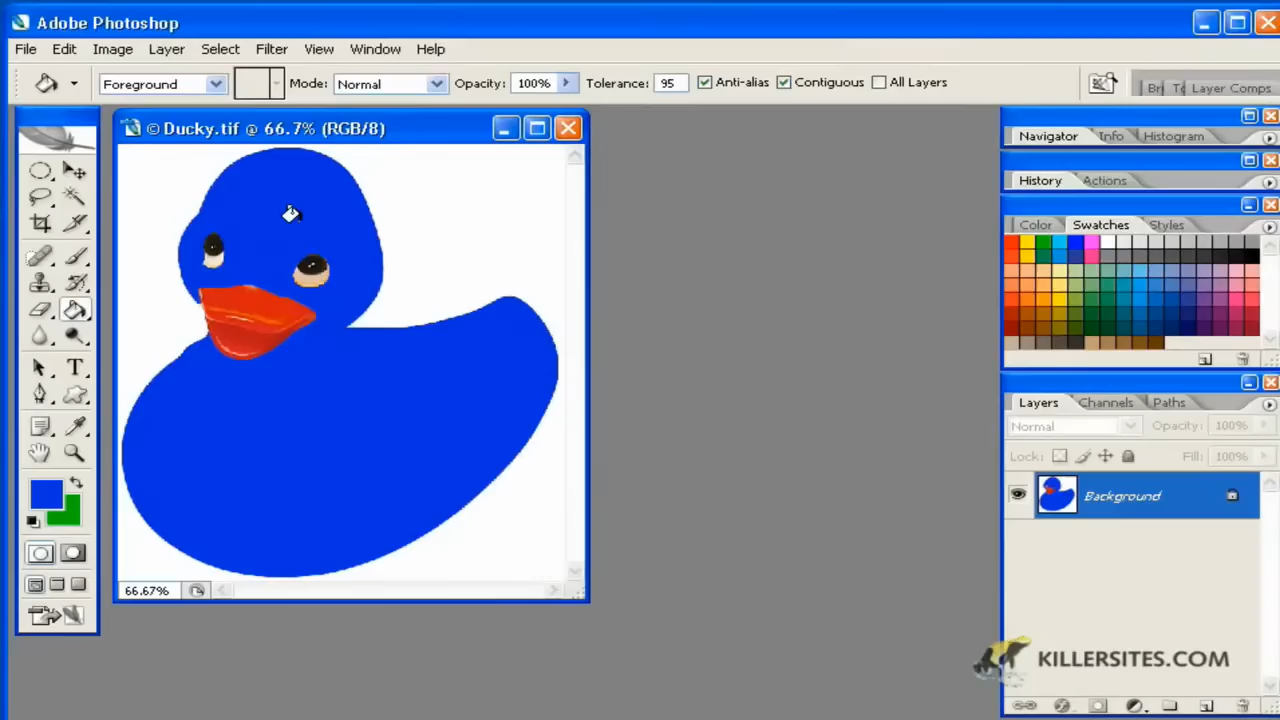 Adobe Photoshop
File Edit Image Layer Select Filter View Window Help
Foreground Mode: Normal Opacity: 100% Tolerance: 95 Anti-alias Contiguous All Layers
Layer Comps
© Ducky.tif @ 66.7% (RGB/8)
Navigator Info Histogram
History Actions
Color Swatches Styles
T
Layers Channels Paths
Normal Opacity: 100%
Lock: Fill: 100%
Background
66.67%
KILLERSITES.COM